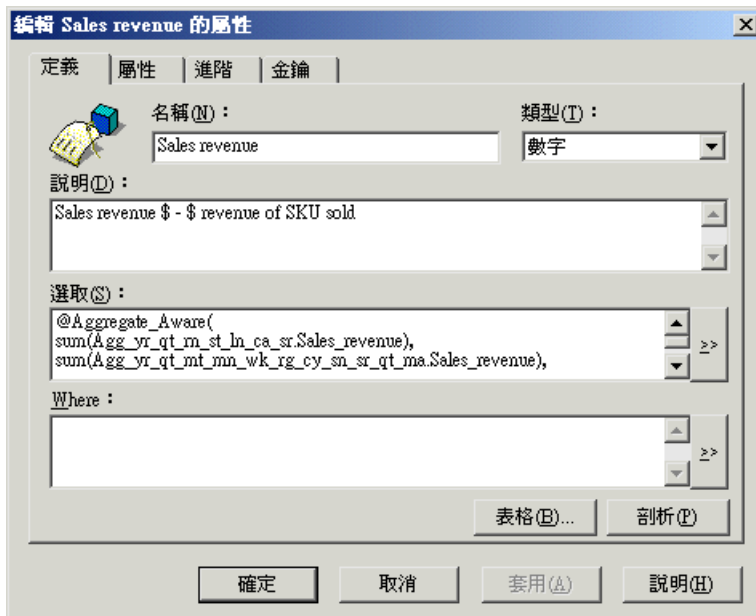 編輯 Sales revenue 的屬性
定義 屬性 進階 金鑰
名稱(N)： 類型(T)：
Sales revenue 數字
說明(D)：
Sales revenue $ - $ revenue of SKU sold
選取(S)：
@Aggregate_Aware(
sum(Agg_yr_qt_rn_st_ln_ca_sr.Sales_revenue),
sum(Agg_yr_qt_mt_mn_wk_rg_cy_sn_sr_qt_ma.Sales_revenue),
>>
Where：
>>
表格(B)... 剖析(P)
確定 取消 套用(A) 說明(H)